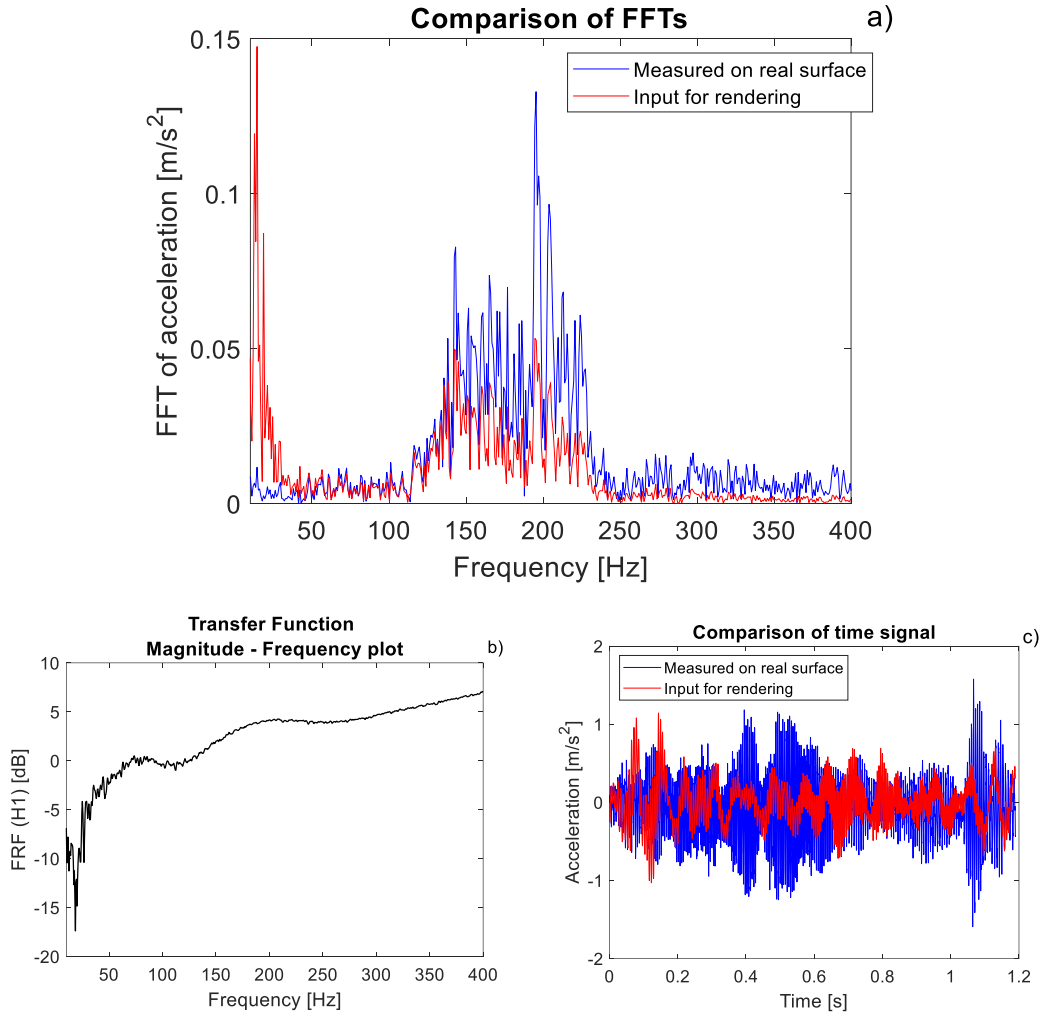 Comparison of FFTs
a)
Measured on real surface
Input for rendering
FFT of acceleration [m/s²]
0.15
0.1
0.05
0
50 100 150 200 250 300 350 400
Frequency [Hz]
Transfer Function
Magnitude - Frequency plot
b)
FRF (H1) [dB]
10
5
0
-5
-10
-15
-20
50 100 150 200 250 300 350 400
Frequency [Hz]
Comparison of time signal
c)
Measured on real surface
Input for rendering
Acceleration [m/s²]
2
1
0
-1
-2
0 0.2 0.4 0.6 0.8 1 1.2
Time [s]